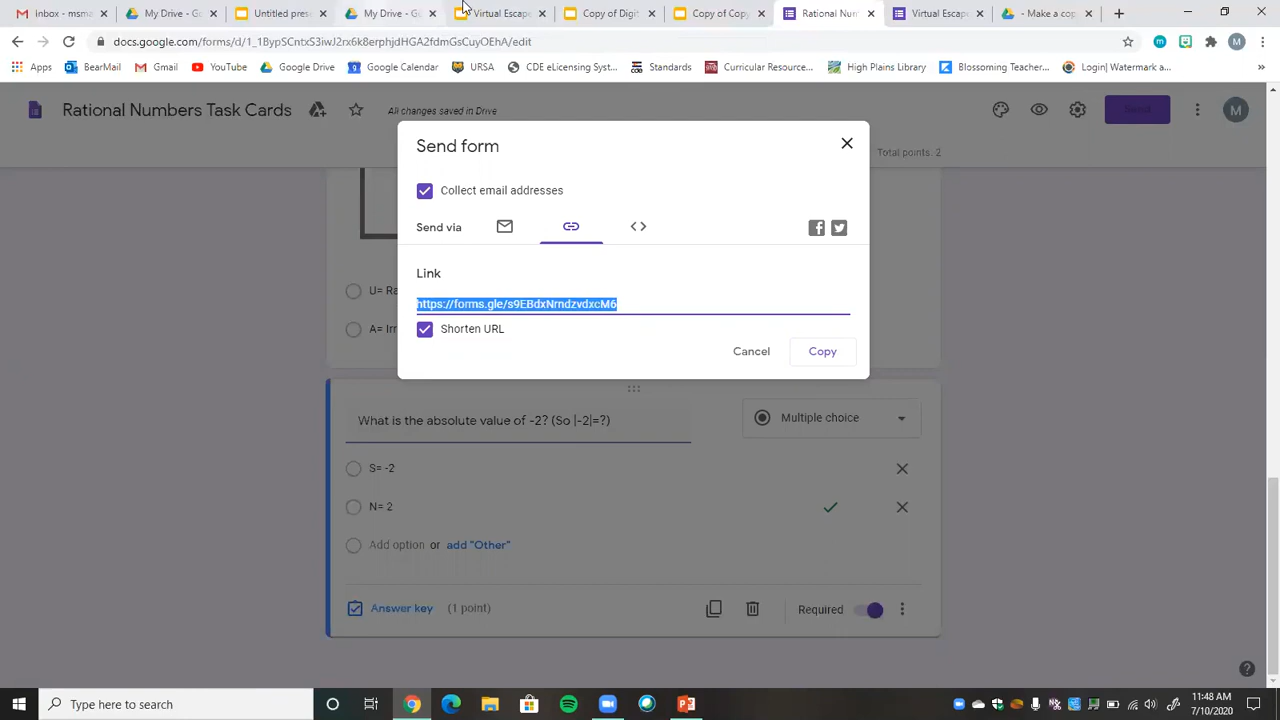 Inbox - msmr
My Drive - G
Untitled pres
My Drive - G
Virtual Escap
Copy of Digit
Copy of Copy
Rational Num
Virtual Escap
- Make a cop
docs.google.com/forms/d/1_1BypSCntxS3iwJ2rx6k8erphjdHGA2fdmGsCuyOEhA/edit
Apps
BearMail
Gmail
YouTube
Google Drive
Google Calendar
URSA
CDE eLicensing Syst...
Standards
Curricular Resource...
High Plains Library
Blossoming Teacher...
Login| Watermark a...
»
Rational Numbers Task Cards
All changes saved in Drive
Send
M
Total points: 2
Send form
Collect email addresses
Send via
Link
https://forms.gle/s9EBdxNrndzvdxcM6
Shorten URL
Cancel
Copy
U= Ra
A= Irr
What is the absolute value of -2? (So |-2|=?)
Multiple choice
S= -2
N= 2
Add option or add "Other"
Answer key (1 point)
Required
Type here to search
11:48 AM
7/10/2020